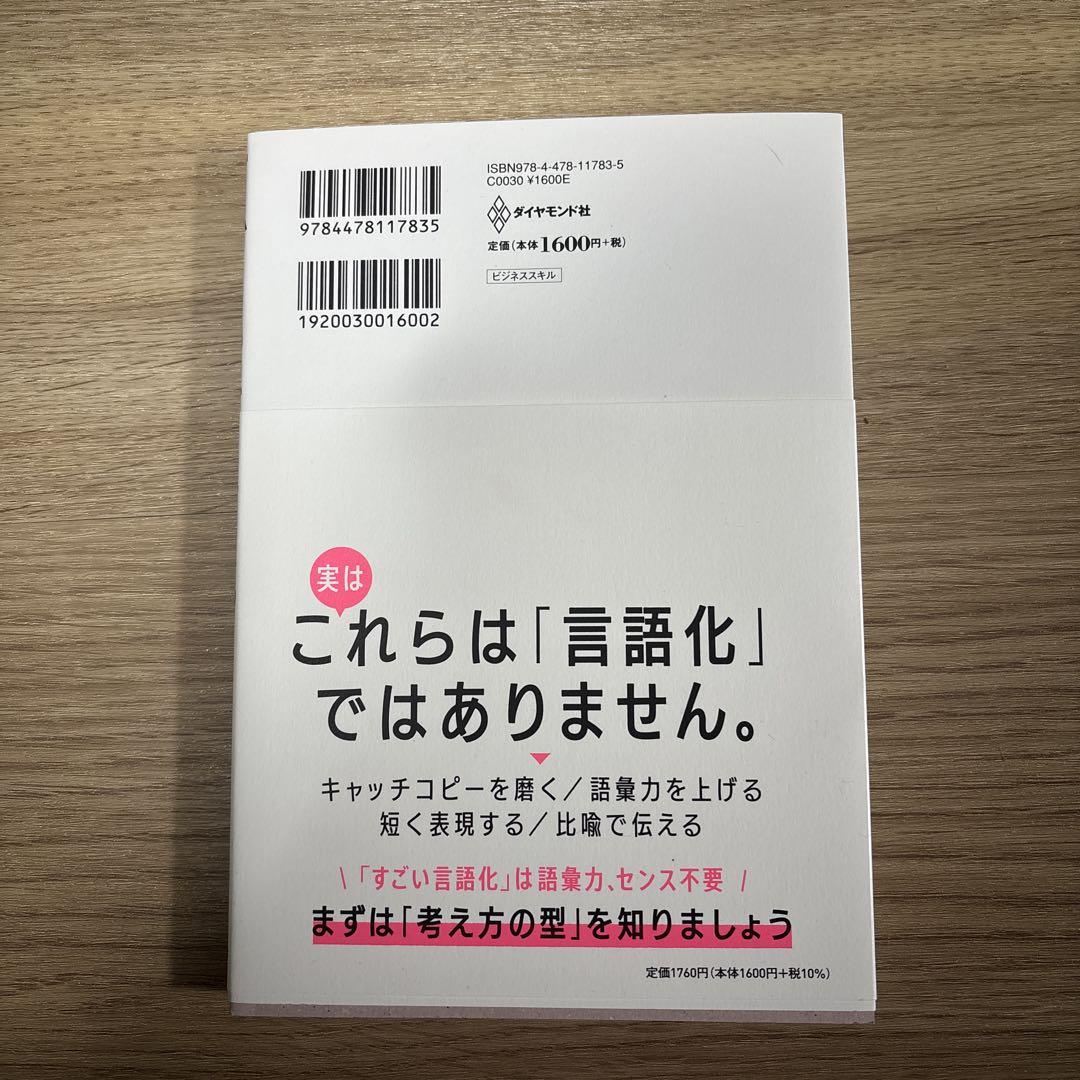 ISBN978-4-478-11783-5
C0030 ¥1600E
9784478117835
ダイヤモンド社
定価(本体1600円+税)
ビジネススキル
1920030016002
実は
これらは「言語化」
ではありません。
キャッチコピーを磨く/語彙力を上げる
短く表現する/比喩で伝える
\「すごい言語化」は語彙力、センス不要/
まずは「考え方の型」を知りましょう
定価1760円(本体1600円+税10%)